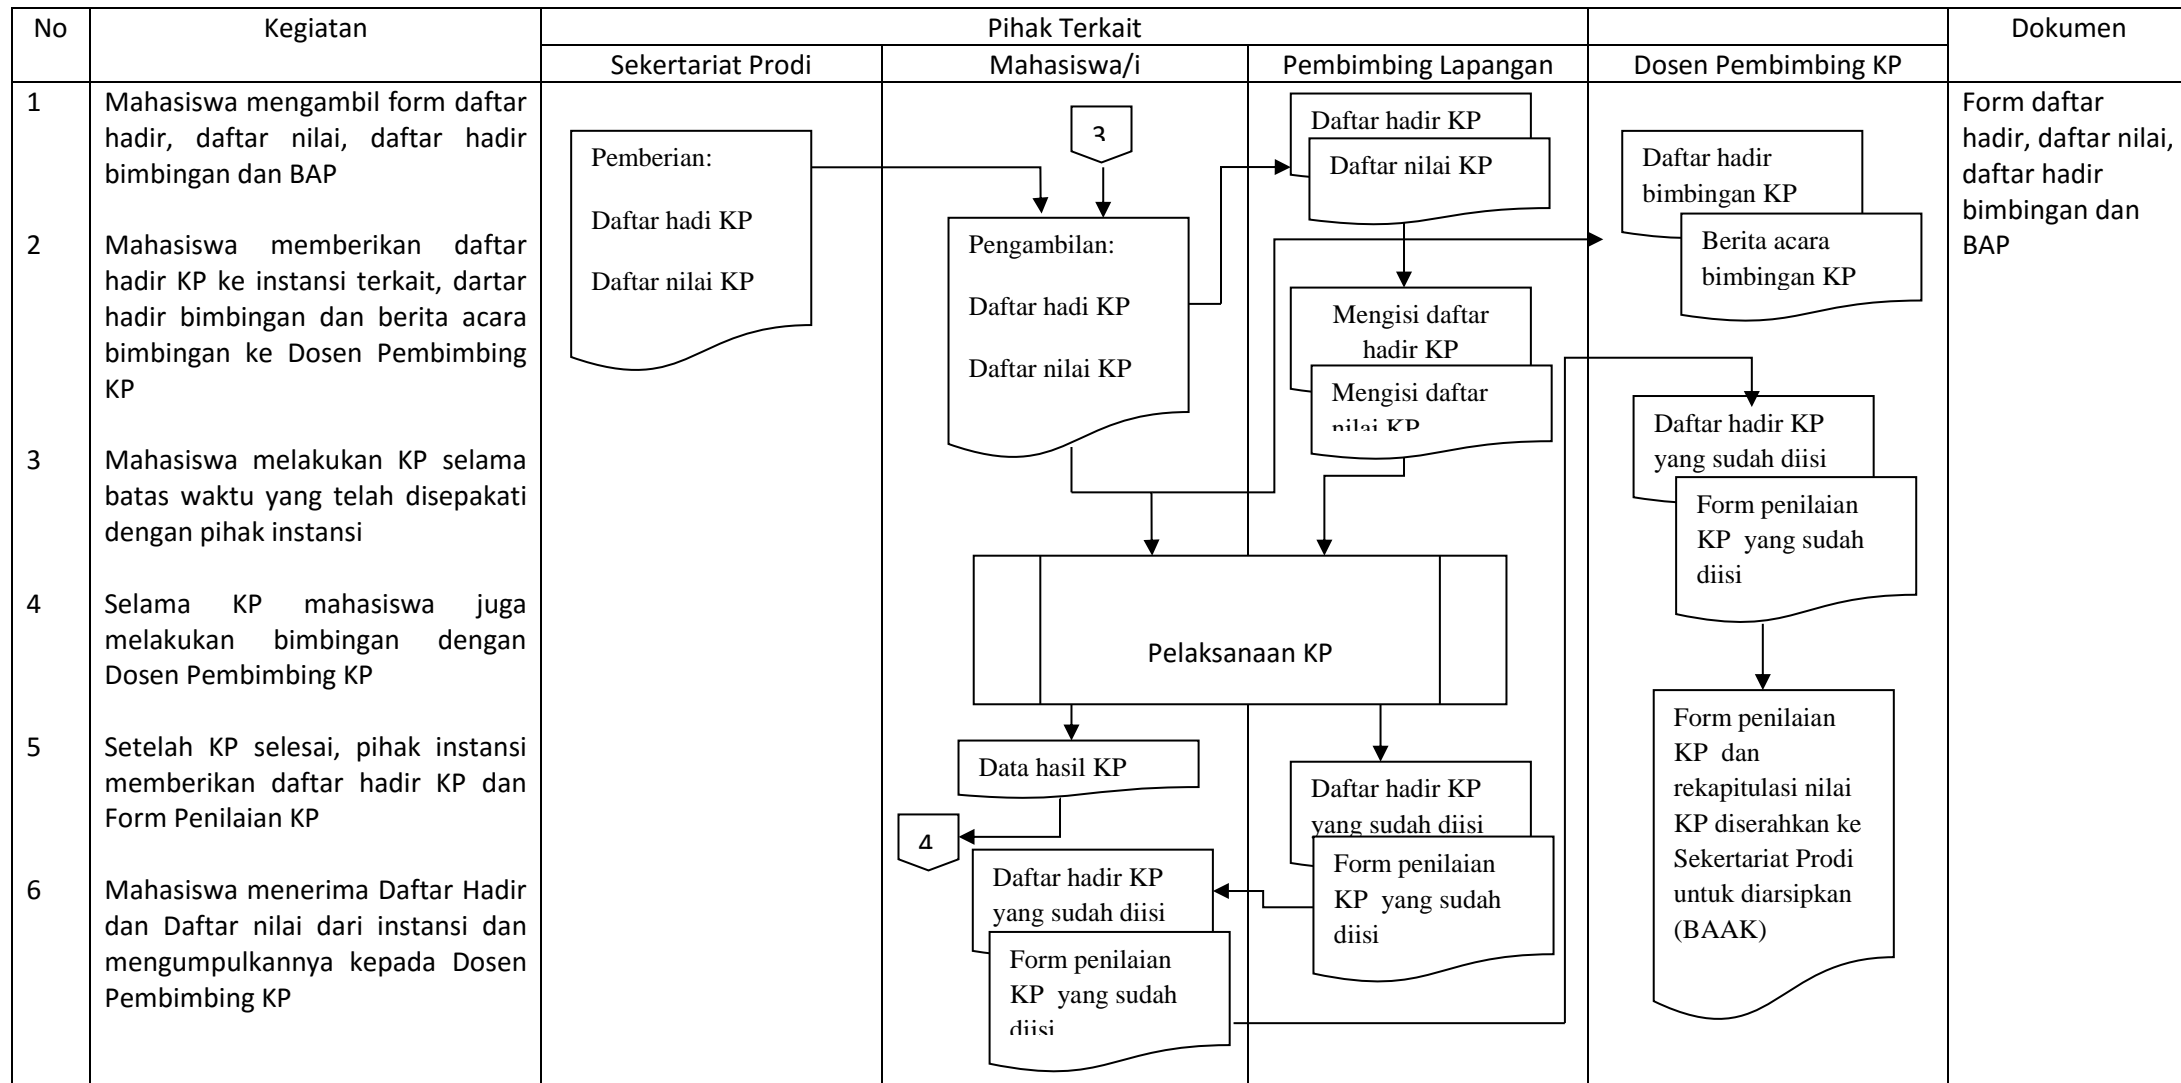 No
Kegiatan
Pihak Terkait
Dokumen
Sekertariat Prodi
Mahasiswa/i
Pembimbing Lapangan
Dosen Pembimbing KP
1
Mahasiswa mengambil form daftar
hadir, daftar nilai, daftar hadir
bimbingan dan BAP
2
Mahasiswa memberikan daftar
hadir KP ke instansi terkait, dartar
hadir bimbingan dan berita acara
bimbingan ke Dosen Pembimbing
KP
3
Mahasiswa melakukan KP selama
batas waktu yang telah disepakati
dengan pihak instansi
4
Selama KP mahasiswa juga
melakukan bimbingan dengan
Dosen Pembimbing KP
5
Setelah KP selesai, pihak instansi
memberikan daftar hadir KP dan
Form Penilaian KP
6
Mahasiswa menerima Daftar Hadir
dan Daftar nilai dari instansi dan
mengumpulkannya kepada Dosen
Pembimbing KP
Pemberian:
Daftar hadi KP
Daftar nilai KP
3
Pengambilan:
Daftar hadi KP
Daftar nilai KP
Daftar hadir KP
Daftar nilai KP
Mengisi daftar
hadir KP
Mengisi daftar
nilai KP
Pelaksanaan KP
Data hasil KP
4
Daftar hadir KP
yang sudah diisi
Form penilaian
KP yang sudah
diisi
Daftar hadir KP
yang sudah diisi
Form penilaian
KP yang sudah
diisi
Daftar hadir
bimbingan KP
Berita acara
bimbingan KP
Daftar hadir KP
yang sudah diisi
Form penilaian
KP yang sudah
diisi
Form penilaian
KP dan
rekapitulasi nilai
KP diserahkan ke
Sekertariat Prodi
untuk diarsipkan
(BAAK)
Form daftar
hadir, daftar nilai,
daftar hadir
bimbingan dan
BAP